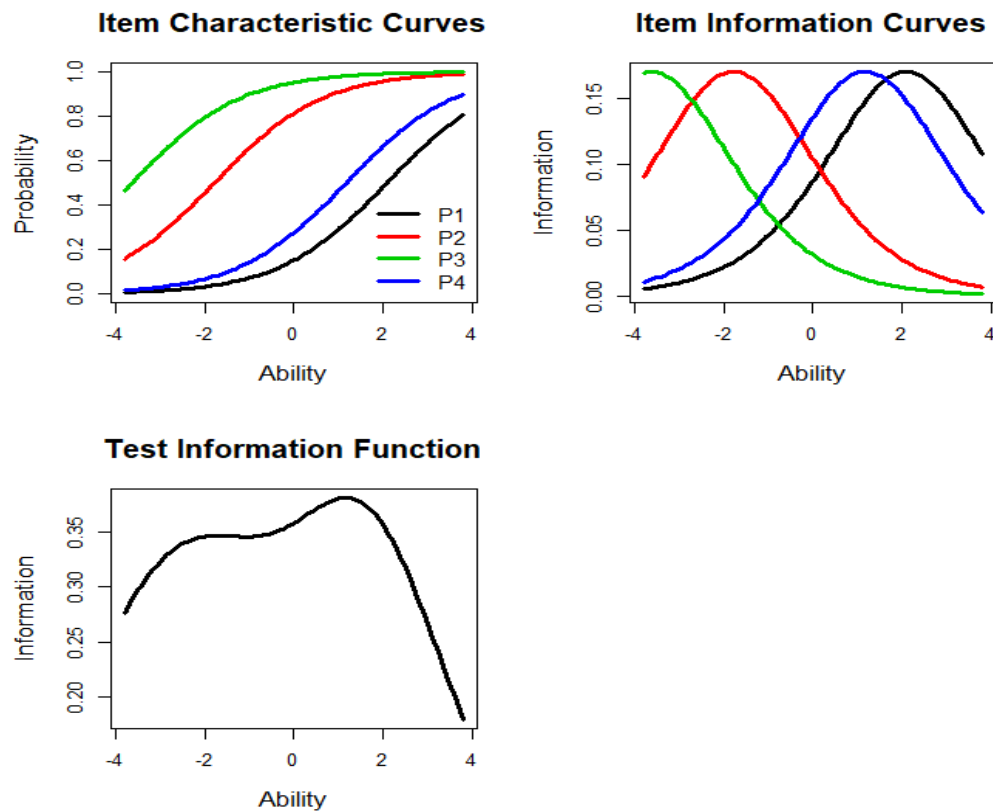 Item Characteristic Curves
Probability
0.0 0.2 0.4 0.6 0.8 1.0
P1
P2
P3
P4
-4 -2 0 2 4
Ability
Item Information Curves
Information
0.00 0.05 0.10 0.15
-4 -2 0 2 4
Ability
Test Information Function
Information
0.20 0.25 0.30 0.35
-4 -2 0 2 4
Ability